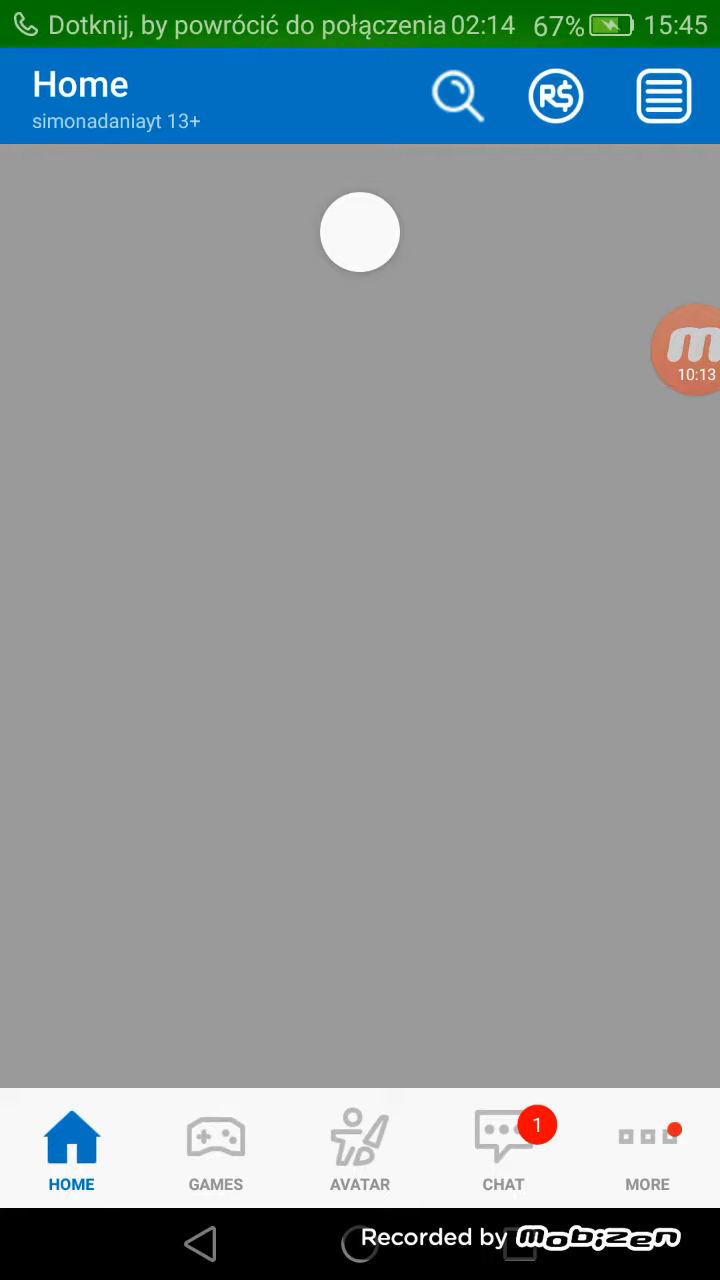 Dotknij, by powrócić do połączenia 02:14 67% 15:45
Home
simonadaniayt 13+
R$
m
10:13
1
HOME GAMES AVATAR CHAT MORE
Recorded by mobizen